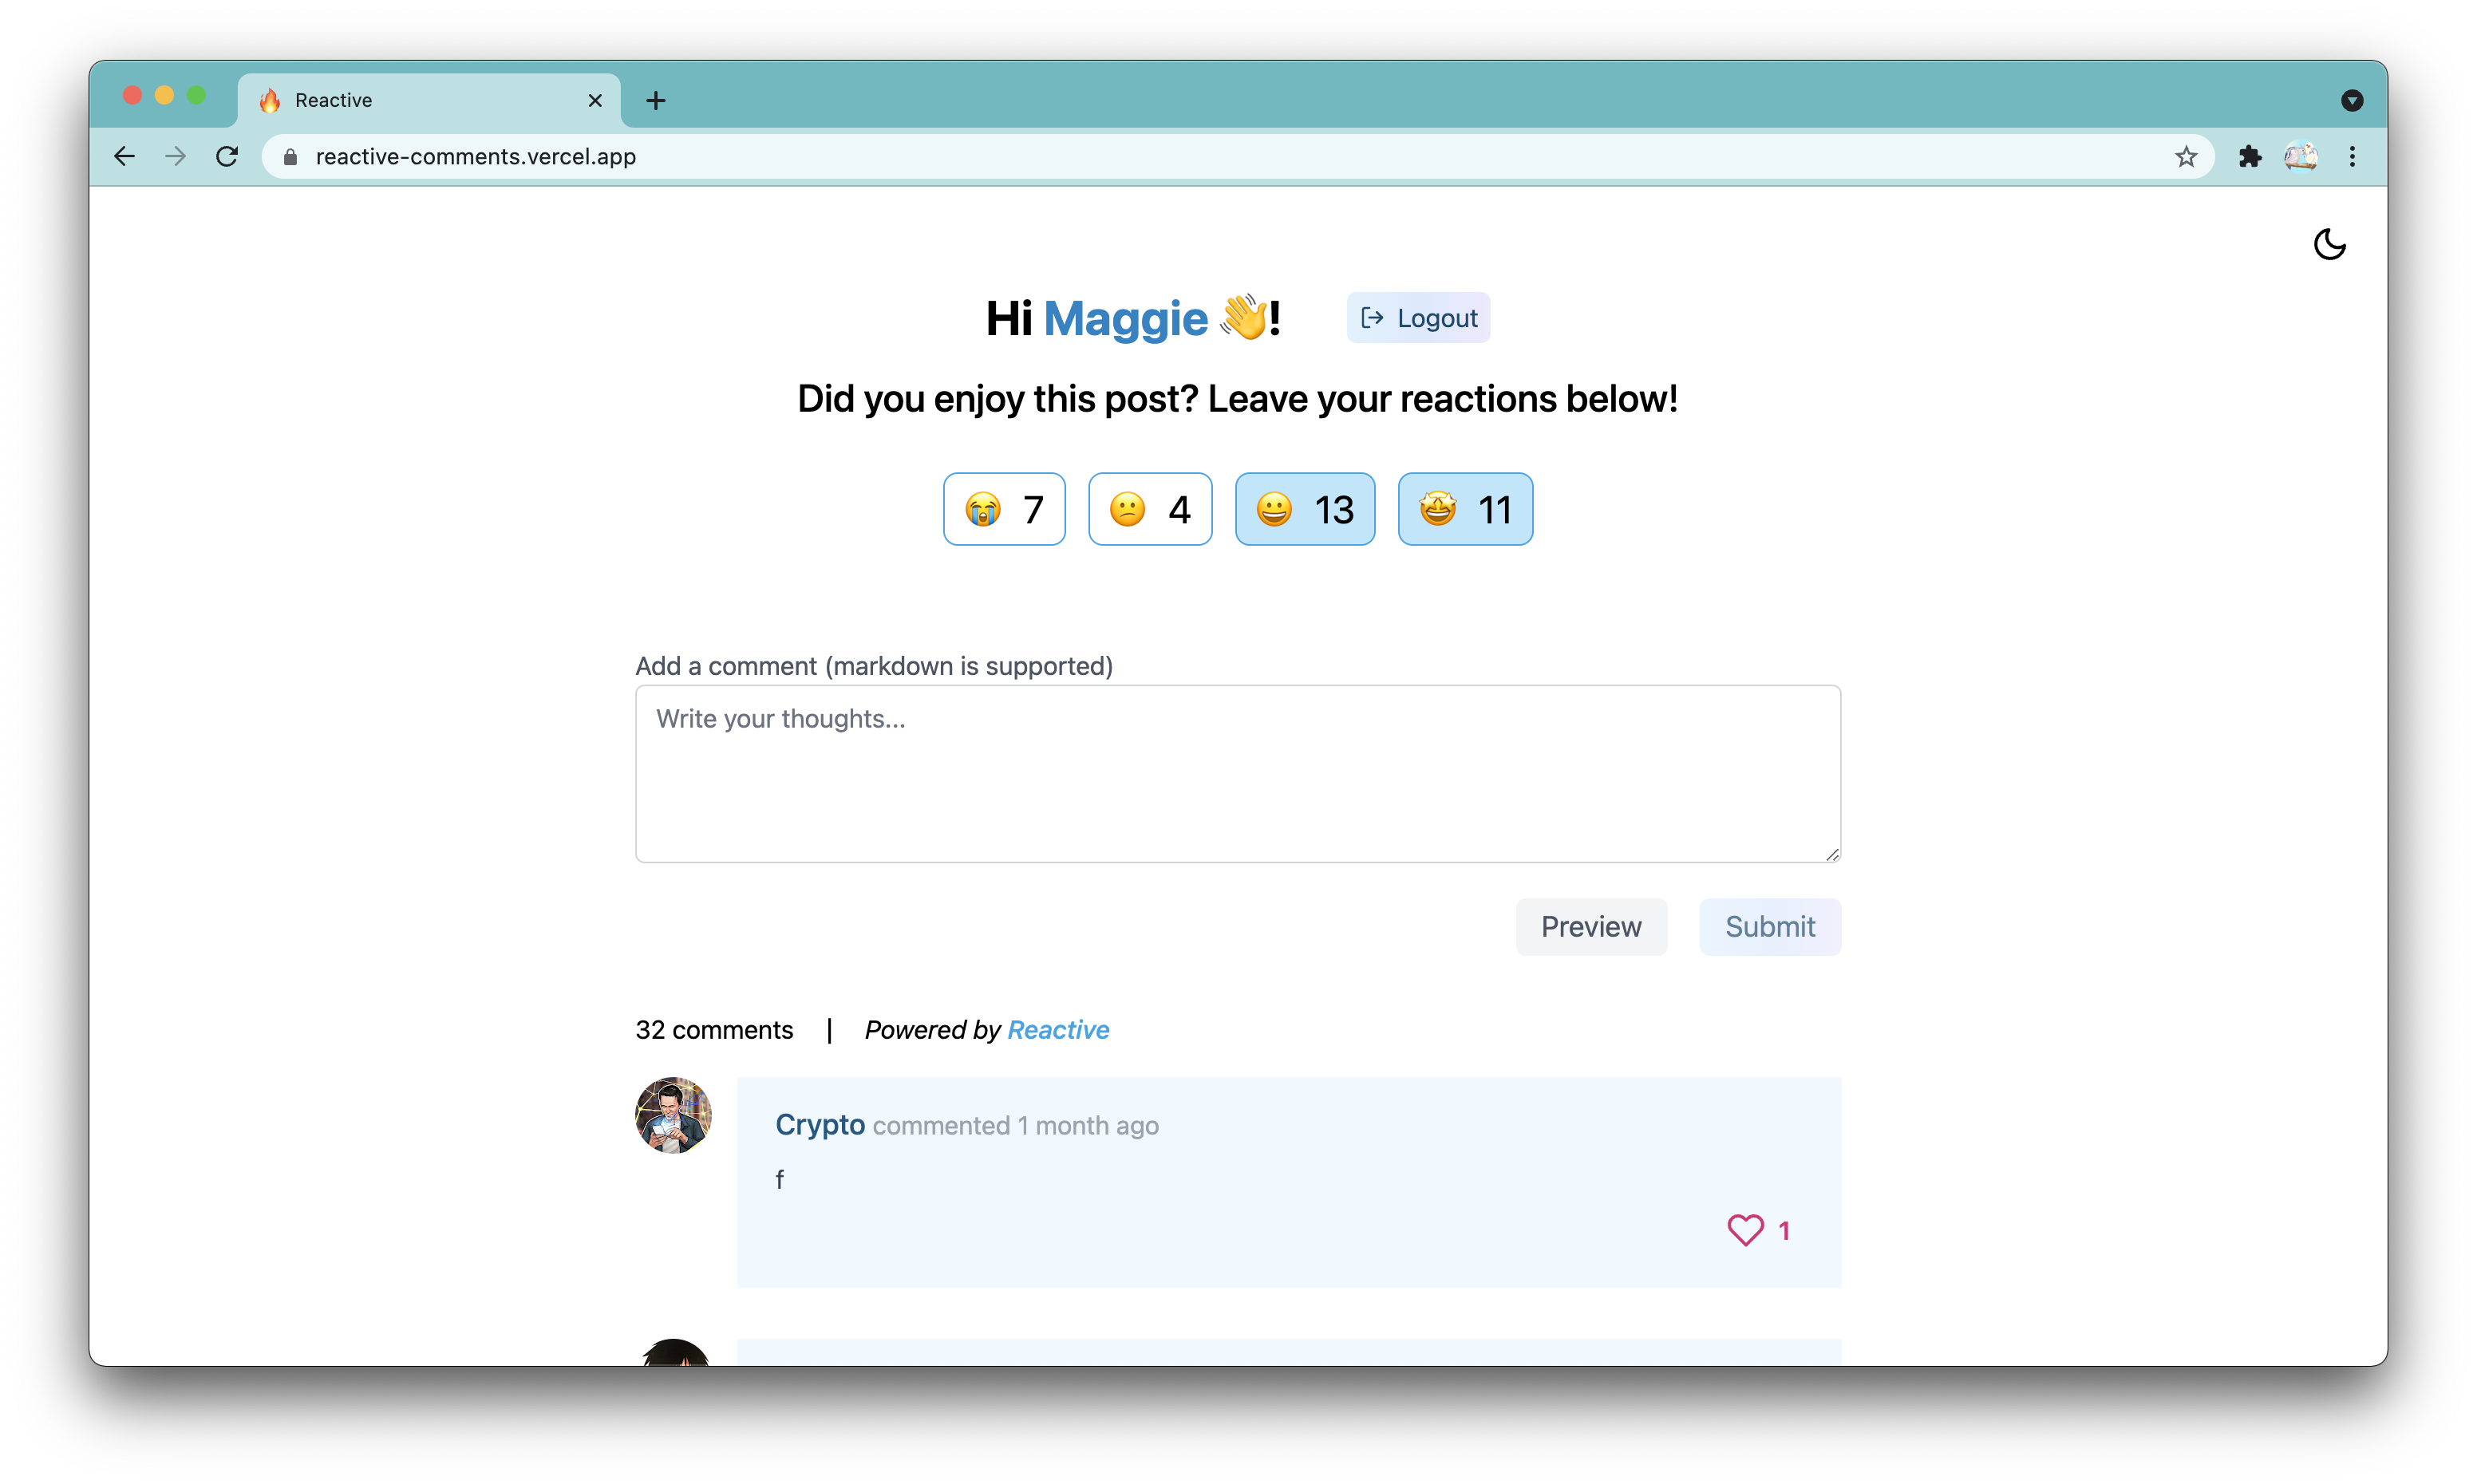 Reactive
reactive-comments.vercel.app
Hi Maggie 👋!
Logout
Did you enjoy this post? Leave your reactions below!
😭 7 😕 4 😀 13 🤩 11
Add a comment (markdown is supported)
Write your thoughts...
Preview Submit
32 comments | Powered by Reactive
Crypto commented 1 month ago
f
1